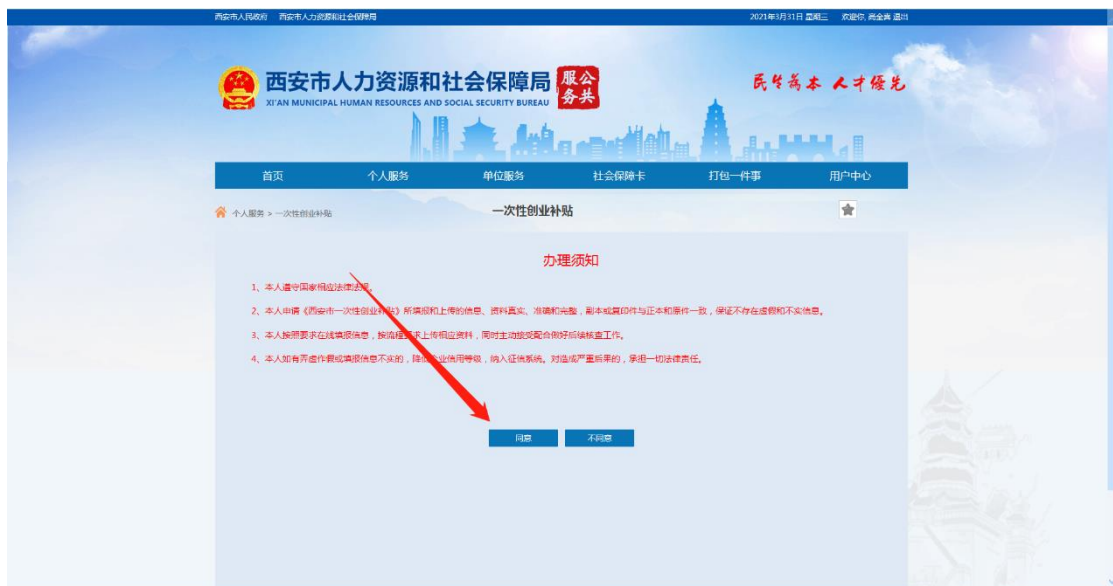 西安市人民政府 西安市人力资源和社会保障局
2021年3月31日 星期三 欢迎你, 尚全喜 退出
西安市人力资源和社会保障局
XI'AN MUNICIPAL HUMAN RESOURCES AND SOCIAL SECURITY BUREAU
公共服务
民生为本 人才优先
首页 个人服务 单位服务 社会保障卡 打包一件事 用户中心
个人服务 > 一次性创业补贴
一次性创业补贴
办理须知
1、本人遵守国家相应法律法规。
2、本人申请《西安市一次性创业补贴》所填报和上传的信息、资料真实、准确和完整，副本或复印件与正本和原件一致，保证不存在虚假和不实信息。
3、本人按照要求在线填报信息，按流程要求上传相应资料，同时主动接受配合做好后续核查工作。
4、本人如有弄虚作假或填报信息不实的，降低企业信用等级，纳入征信系统。对造成严重后果的，承担一切法律责任。
同意 不同意